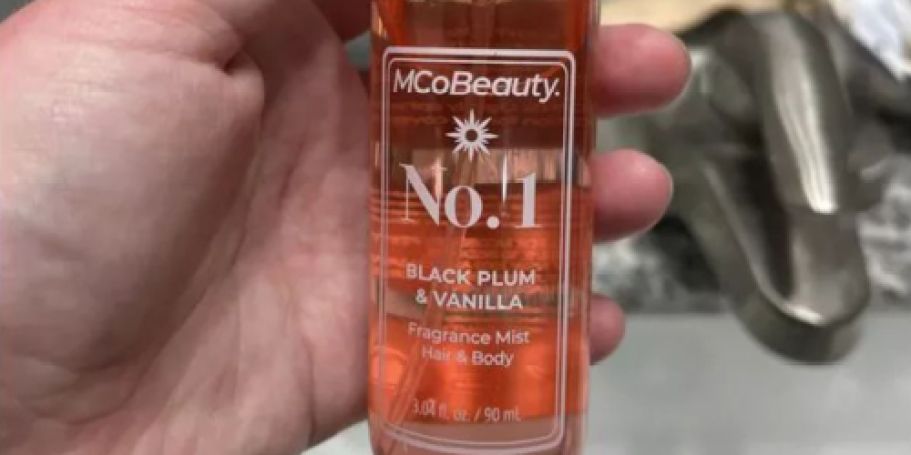 MCoBeauty.
No. 1
BLACK PLUM
& VANILLA
Fragrance Mist
Hair & Body
3.04 fl. oz. / 90 mL